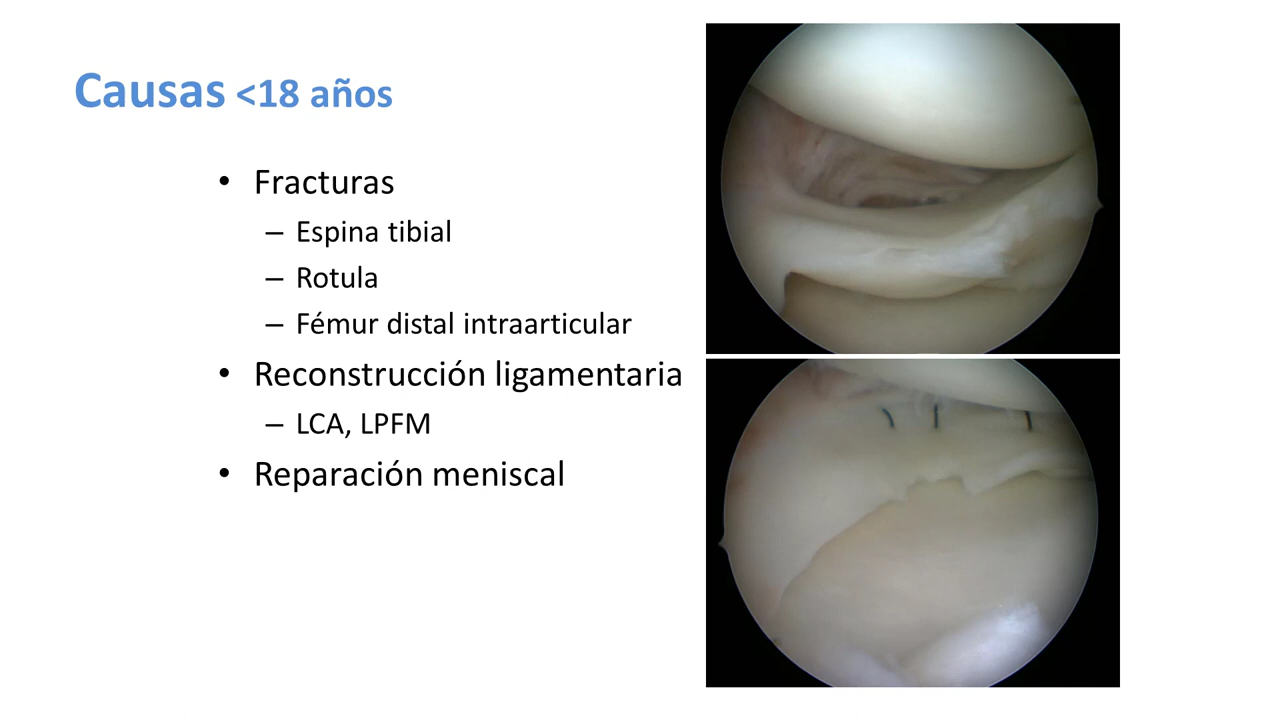 Causas <18 años
• Fracturas
– Espina tibial
– Rotula
– Fémur distal intraarticular
• Reconstrucción ligamentaria
– LCA, LPFM
• Reparación meniscal